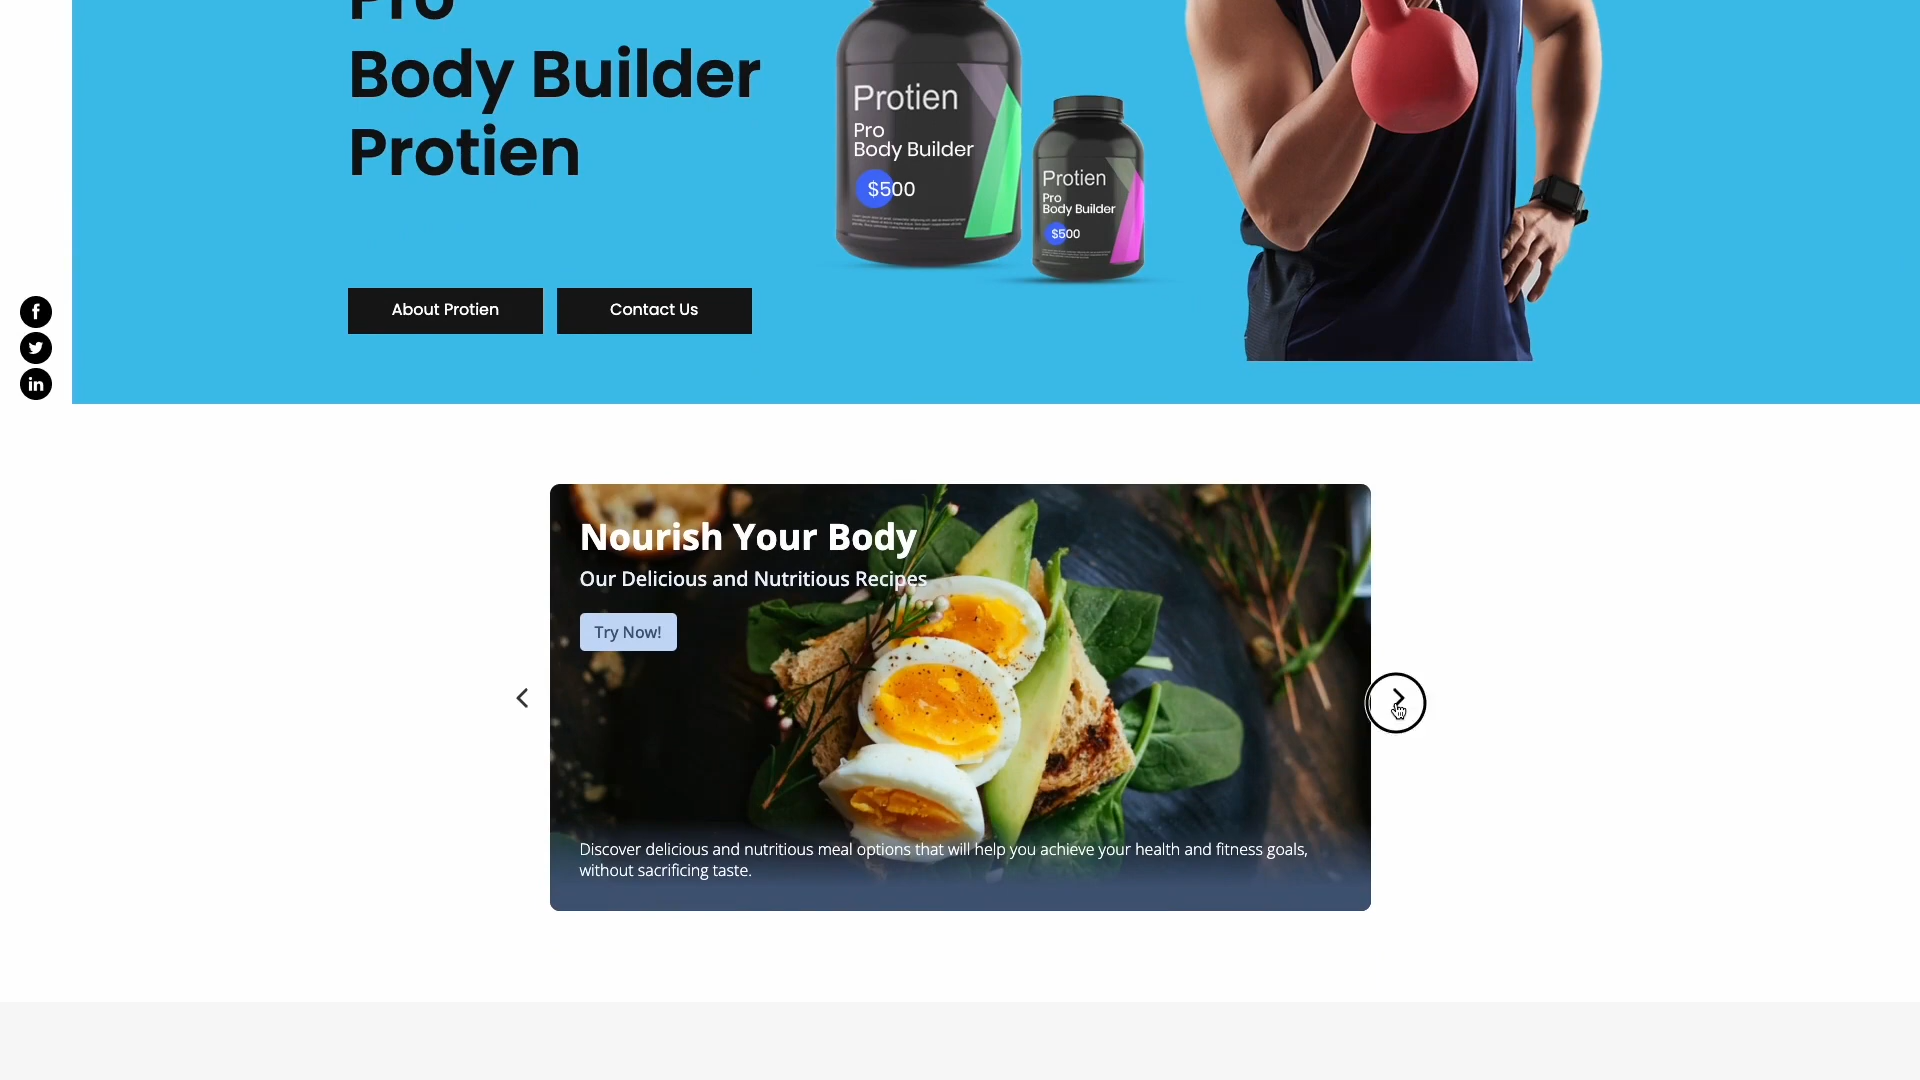 Pro
Body Builder
Protien
Protien
Pro
Body Builder
$500
Protien
Pro
Body Builder
$500
About Protien
Contact Us
Nourish Your Body
Our Delicious and Nutritious Recipes
Try Now!
Discover delicious and nutritious meal options that will help you achieve your health and fitness goals,
without sacrificing taste.